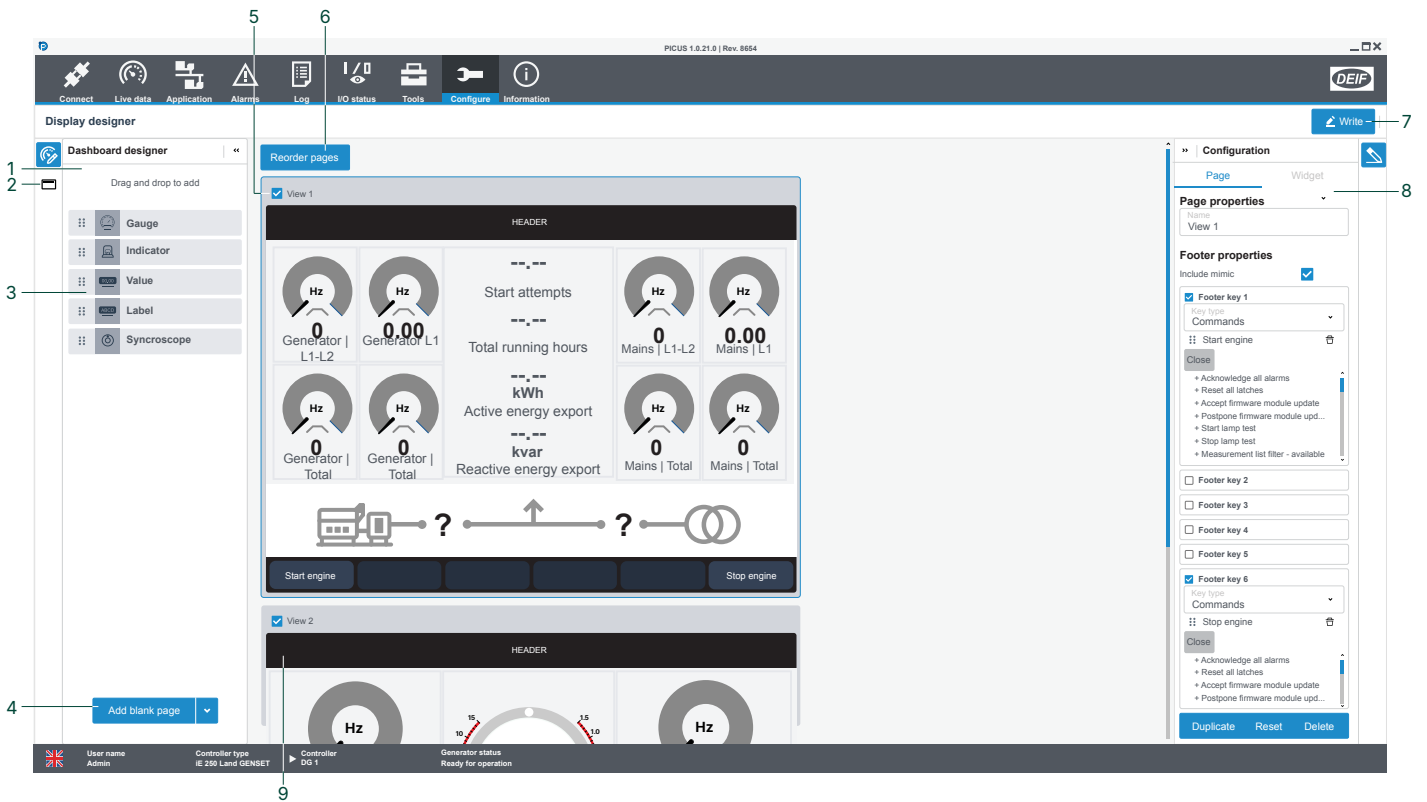 5
6
PICUS 1.0.21.0 | Rev. 8654
Connect
Live data
Application
Alarms
Log
I/O status
Tools
Configure
Information
DEIF
Display designer
Write
7
Dashboard designer
«
Reorder pages
» Configuration
1
2
Drag and drop to add
View 1
Page
Widget
8
Page properties
Name
View 1
Gauge
Indicator
3
Value
Label
Syncroscope
HEADER
Hz
0
Generator |
L1-L2
Hz
0.00
Generator L1
--.--
Start attempts
--.--
Total running hours
Hz
0
Mains | L1-L2
Hz
0.00
Mains | L1
Hz
0
Generator |
Total
Hz
0
Generator |
Total
--.--
kWh
Active energy export
--.--
kvar
Reactive energy export
Hz
0
Mains | Total
Hz
0
Mains | Total
?
?
Start engine
Stop engine
Footer properties
Include mimic
Footer key 1
Key type
Commands
Start engine
Close
+ Acknowledge all alarms
+ Reset all latches
+ Accept firmware module update
+ Postpone firmware module upd...
+ Start lamp test
+ Stop lamp test
+ Measurement list filter - available
Footer key 2
Footer key 3
Footer key 4
Footer key 5
Footer key 6
Key type
Commands
Stop engine
Close
+ Acknowledge all alarms
+ Reset all latches
+ Accept firmware module update
+ Postpone firmware module upd...
Duplicate
Reset
Delete
View 2
HEADER
Hz
15
10
1.5
1.0
Hz
4
Add blank page
User name
Admin
Controller type
iE 250 Land GENSET
Controller
DG 1
Generator status
Ready for operation
9